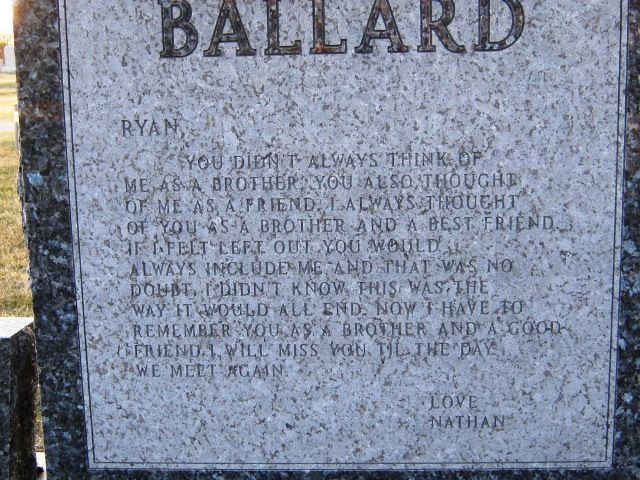 BALLARD
RYAN,
YOU DIDN'T ALWAYS THINK OF
ME AS A BROTHER. YOU ALSO THOUGHT
OF ME AS A FRIEND. I ALWAYS THOUGHT
OF YOU AS A BROTHER AND A BEST FRIEND.
IF I FELT LEFT OUT YOU WOULD
ALWAYS INCLUDE ME AND THAT WAS NO
DOUBT. I DIDN'T KNOW THIS WAS THE
WAY IT WOULD ALL END. NOW I HAVE TO
REMEMBER YOU AS A BROTHER AND A GOOD
FRIEND. I WILL MISS YOU TIL THE DAY
WE MEET AGAIN.
LOVE
NATHAN